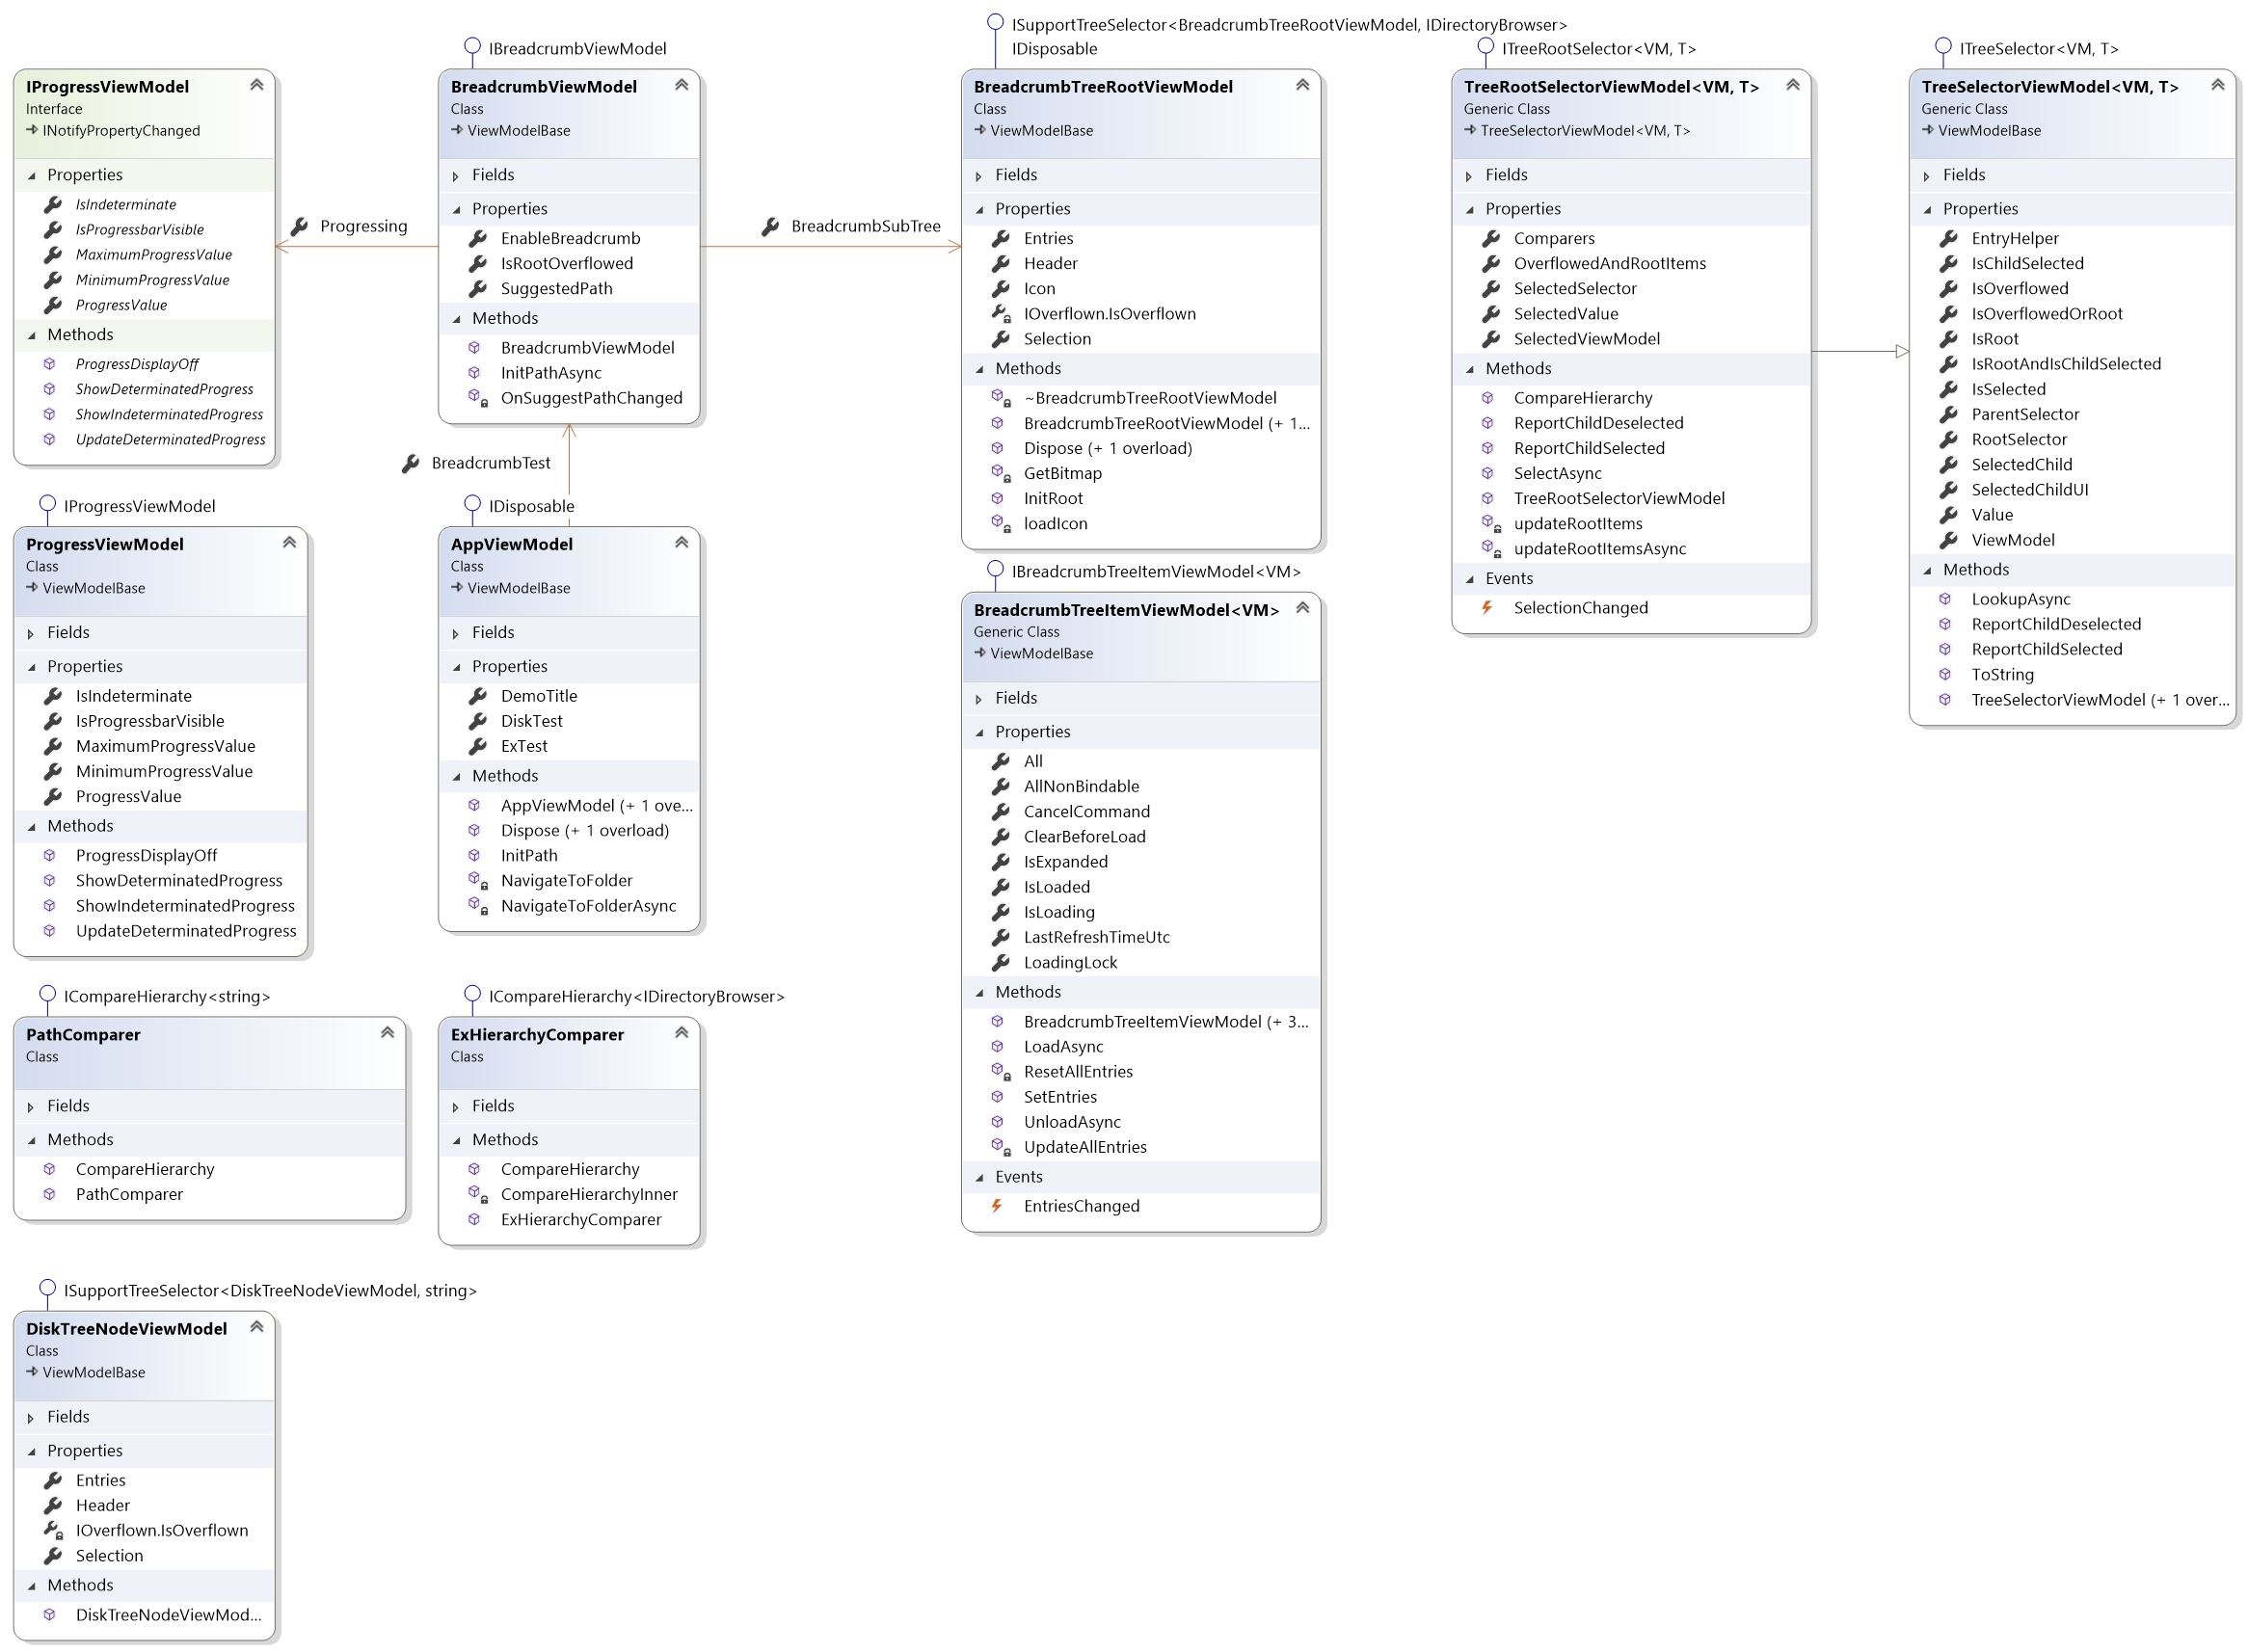 IProgressViewModel
Interface
INotifyPropertyChanged
Properties
IsIndeterminate
IsProgressbarVisible
MaximumProgressValue
MinimumProgressValue
ProgressValue
Methods
ProgressDisplayOff
ShowDeterminatedProgress
ShowIndeterminatedProgress
UpdateDeterminatedProgress
Progressing
IBreadcrumbViewModel
BreadcrumbViewModel
Class
ViewModelBase
Fields
Properties
EnableBreadcrumb
IsRootOverflowed
SuggestedPath
Methods
BreadcrumbViewModel
InitPathAsync
OnSuggestPathChanged
BreadcrumbSubTree
ISupportTreeSelector<BreadcrumbTreeRootViewModel, IDirectoryBrowser>
IDisposable
BreadcrumbTreeRootViewModel
Class
ViewModelBase
Fields
Properties
Entries
Header
Icon
IOverflown.IsOverflown
Selection
Methods
~BreadcrumbTreeRootViewModel
BreadcrumbTreeRootViewModel (+ 1...
Dispose (+ 1 overload)
GetBitmap
InitRoot
loadIcon
ITreeRootSelector<VM, T>
TreeRootSelectorViewModel<VM, T>
Generic Class
TreeSelectorViewModel<VM, T>
Fields
Properties
Comparers
OverflowedAndRootItems
SelectedSelector
SelectedValue
SelectedViewModel
Methods
CompareHierarchy
ReportChildDeselected
ReportChildSelected
SelectAsync
TreeRootSelectorViewModel
updateRootItems
updateRootItemsAsync
Events
SelectionChanged
ITreeSelector<VM, T>
TreeSelectorViewModel<VM, T>
Generic Class
ViewModelBase
Fields
Properties
EntryHelper
IsChildSelected
IsOverflowed
IsOverflowedOrRoot
IsRoot
IsRootAndIsChildSelected
IsSelected
ParentSelector
RootSelector
SelectedChild
SelectedChildUI
Value
ViewModel
Methods
LookupAsync
ReportChildDeselected
ReportChildSelected
ToString
TreeSelectorViewModel (+ 1 over...
IProgressViewModel
ProgressViewModel
Class
ViewModelBase
Fields
Properties
IsIndeterminate
IsProgressbarVisible
MaximumProgressValue
MinimumProgressValue
ProgressValue
Methods
ProgressDisplayOff
ShowDeterminatedProgress
ShowIndeterminatedProgress
UpdateDeterminatedProgress
BreadcrumbTest
IDisposable
AppViewModel
Class
ViewModelBase
Fields
Properties
DemoTitle
DiskTest
ExTest
Methods
AppViewModel (+ 1 ove...
Dispose (+ 1 overload)
InitPath
NavigateToFolder
NavigateToFolderAsync
IBreadcrumbTreeItemViewModel<VM>
BreadcrumbTreeItemViewModel<VM>
Generic Class
ViewModelBase
Fields
Properties
All
AllNonBindable
CancelCommand
ClearBeforeLoad
IsExpanded
IsLoaded
IsLoading
LastRefreshTimeUtc
LoadingLock
Methods
BreadcrumbTreeItemViewModel (+ 3...
LoadAsync
ResetAllEntries
SetEntries
UnloadAsync
UpdateAllEntries
Events
EntriesChanged
ICompareHierarchy<string>
PathComparer
Class
Fields
Methods
CompareHierarchy
PathComparer
ICompareHierarchy<IDirectoryBrowser>
ExHierarchyComparer
Class
Fields
Methods
CompareHierarchy
CompareHierarchyInner
ExHierarchyComparer
ISupportTreeSelector<DiskTreeNodeViewModel, string>
DiskTreeNodeViewModel
Class
ViewModelBase
Fields
Properties
Entries
Header
IOverflown.IsOverflown
Selection
Methods
DiskTreeNodeViewMod...